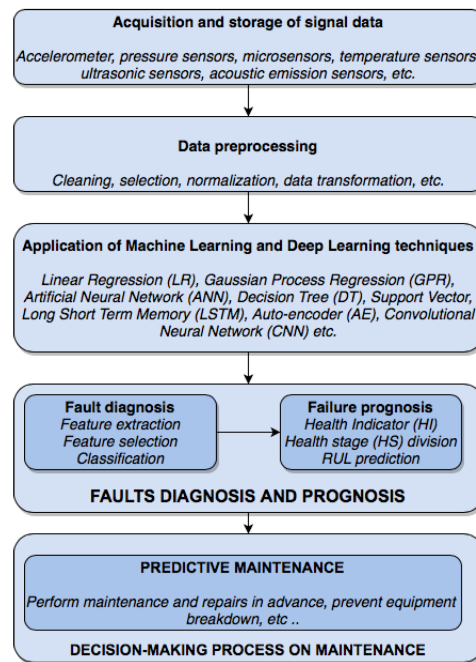 Acquisition and storage of signal data
Accelerometer, pressure sensors, microsensors, temperature sensors
ultrasonic sensors, acoustic emission sensors, etc.
Data preprocessing
Cleaning, selection, normalization, data transformation, etc.
Application of Machine Learning and Deep Learning techniques
Linear Regression (LR), Gaussian Process Regression (GPR),
Artificial Neural Network (ANN), Decision Tree (DT), Support Vector,
Long Short Term Memory (LSTM), Auto-encoder (AE), Convolutional
Neural Network (CNN) etc.
Fault diagnosis
Feature extraction
Feature selection
Classification
Failure prognosis
Health Indicator (HI)
Health stage (HS) division
RUL prediction
FAULTS DIAGNOSIS AND PROGNOSIS
PREDICTIVE MAINTENANCE
Perform maintenance and repairs in advance, prevent equipment
breakdown, etc ..
DECISION-MAKING PROCESS ON MAINTENANCE